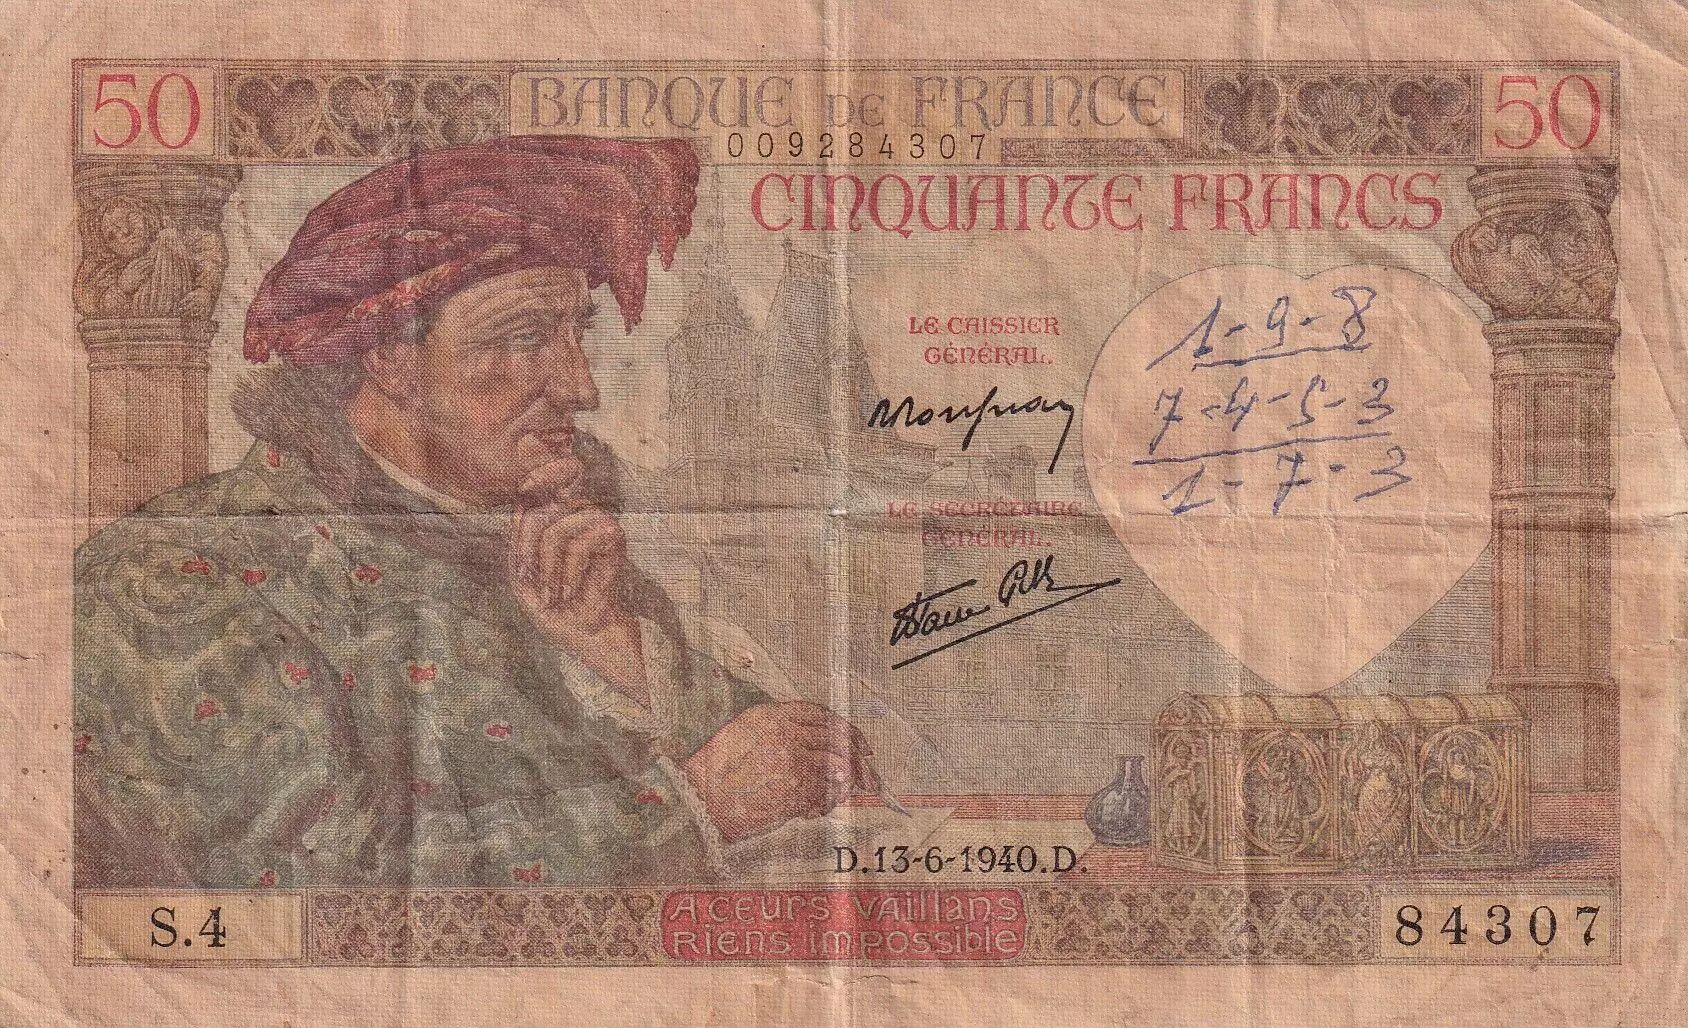 50 BANQUE DE FRANCE 50
009284307
CINQUANTE FRANCS
LE CAISSIER
GÉNÉRAL.
1-9-8
7-4-5-3
1-7-3
LE SECRÉTAIRE
GÉNÉRAL.
D.13-6-1940.D.
S.4
A CEURS VAILLANS
RIENS IMPOSSIBLE
84307